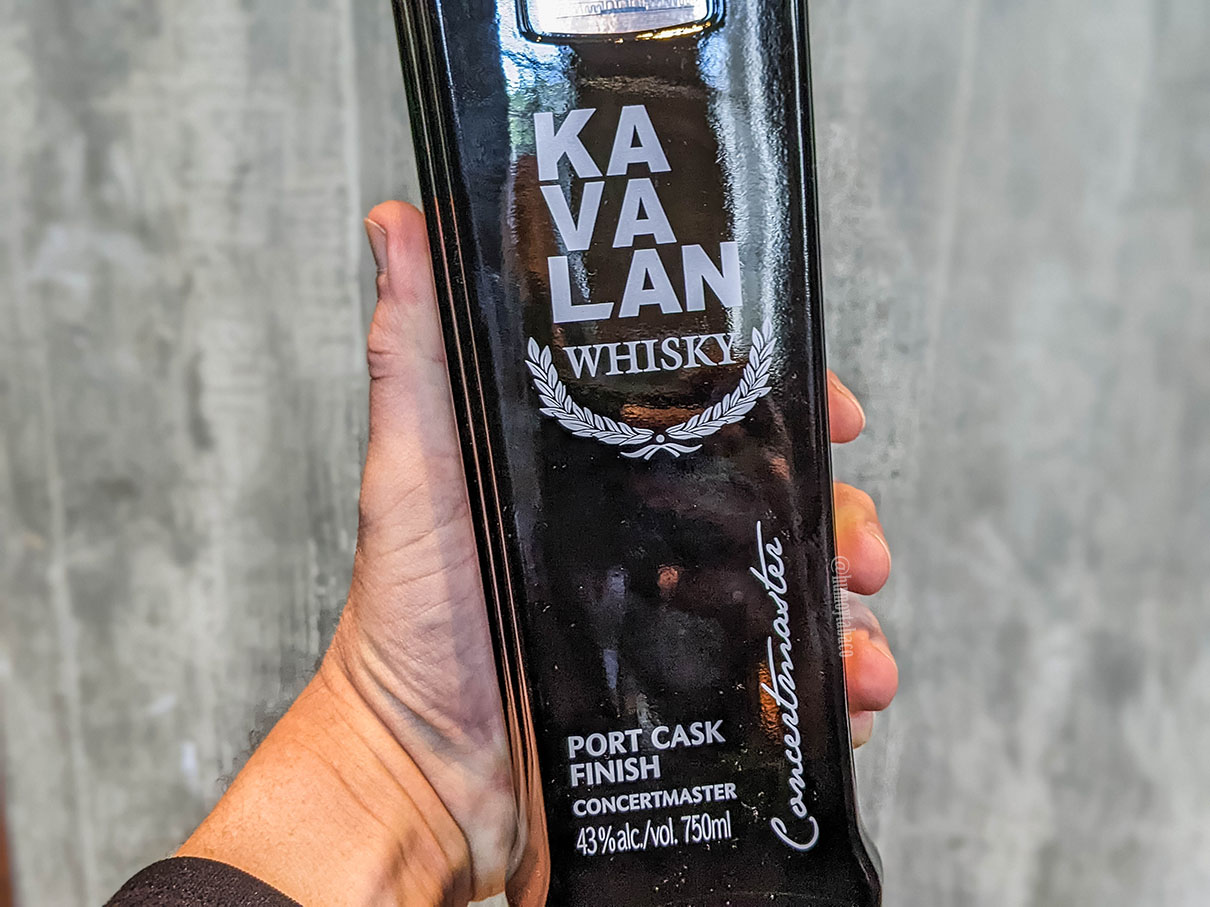 KA
VA
LAN
WHISKY
Concertmaster
PORT CASK
FINISH
CONCERTMASTER
43%alc./vol. 750ml